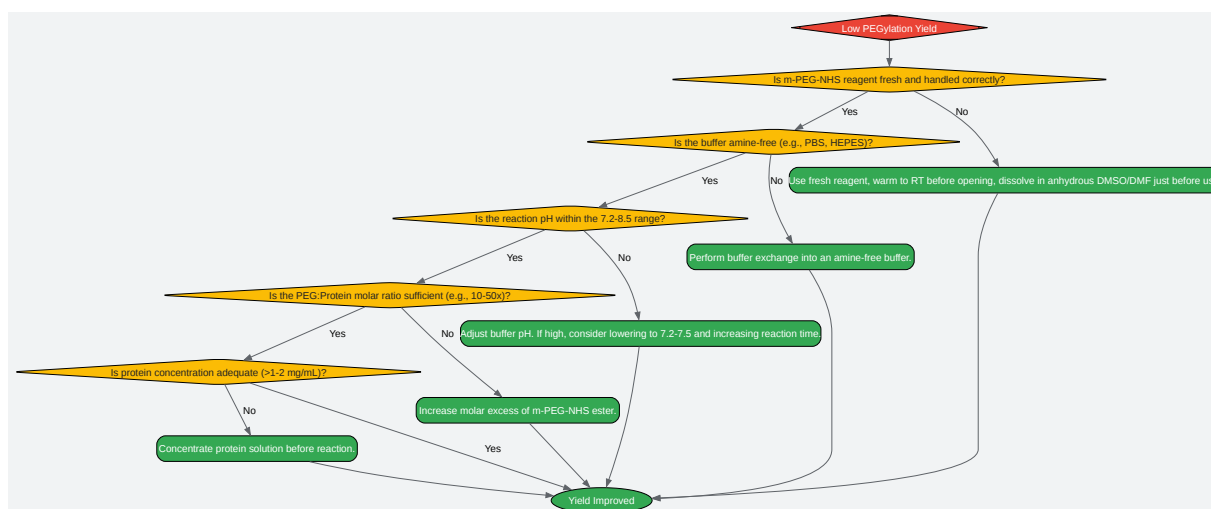 Low PEGylation Yield
Is m-PEG-NHS reagent fresh and handled correctly?
Yes
No
Is the buffer amine-free (e.g., PBS, HEPES)?
Yes
No
Use fresh reagent, warm to RT before opening, dissolve in anhydrous DMSO/DMF just before us
Is the reaction pH within the 7.2-8.5 range?
Yes
No
Perform buffer exchange into an amine-free buffer.
Is the PEG:Protein molar ratio sufficient (e.g., 10-50x)?
Yes
No
Adjust buffer pH. If high, consider lowering to 7.2-7.5 and increasing reaction time.
Is protein concentration adequate (>1-2 mg/mL)?
No
Yes
Increase molar excess of m-PEG-NHS ester.
Concentrate protein solution before reaction.
Yield Improved